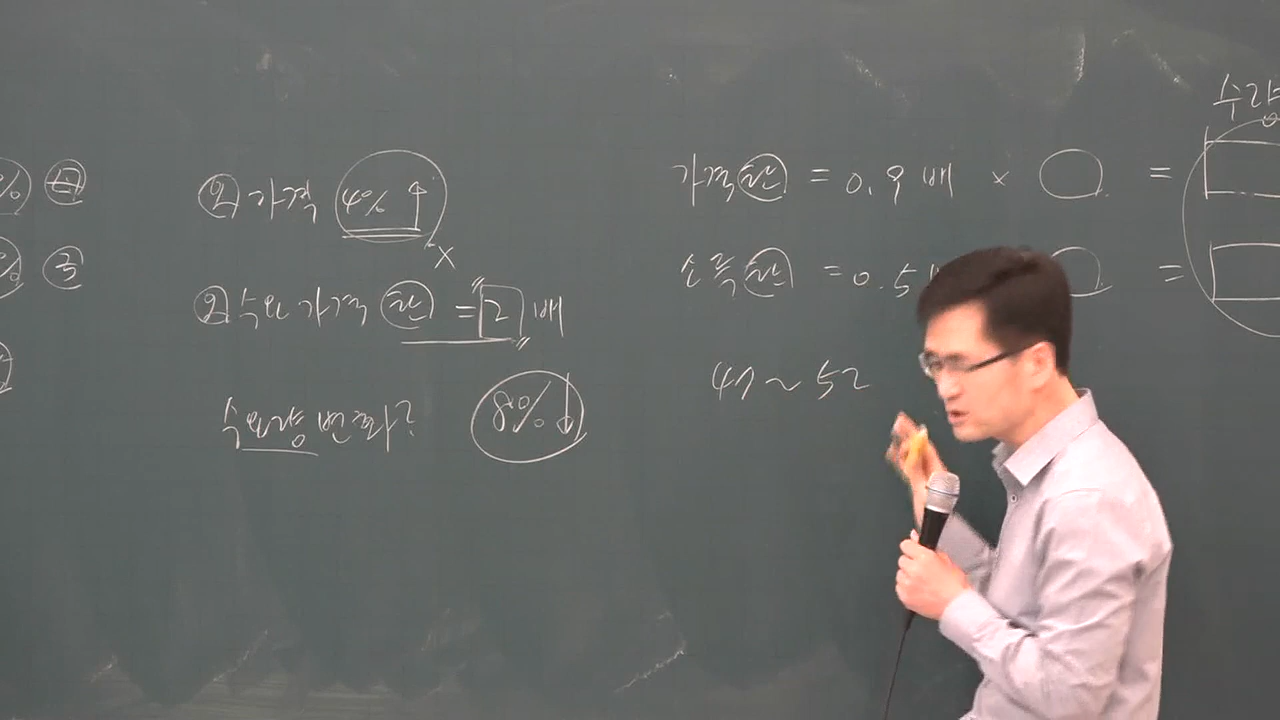 % 日
% ㉢
② 가격 4% ↑
x
② 수요 가격 ㉥ = "2" 배
수요량 변화? 8% ↓
가격 탄 = 0.9 배 × ○ =
소득 탄 = 0.5 =
47 ~ 52
수량